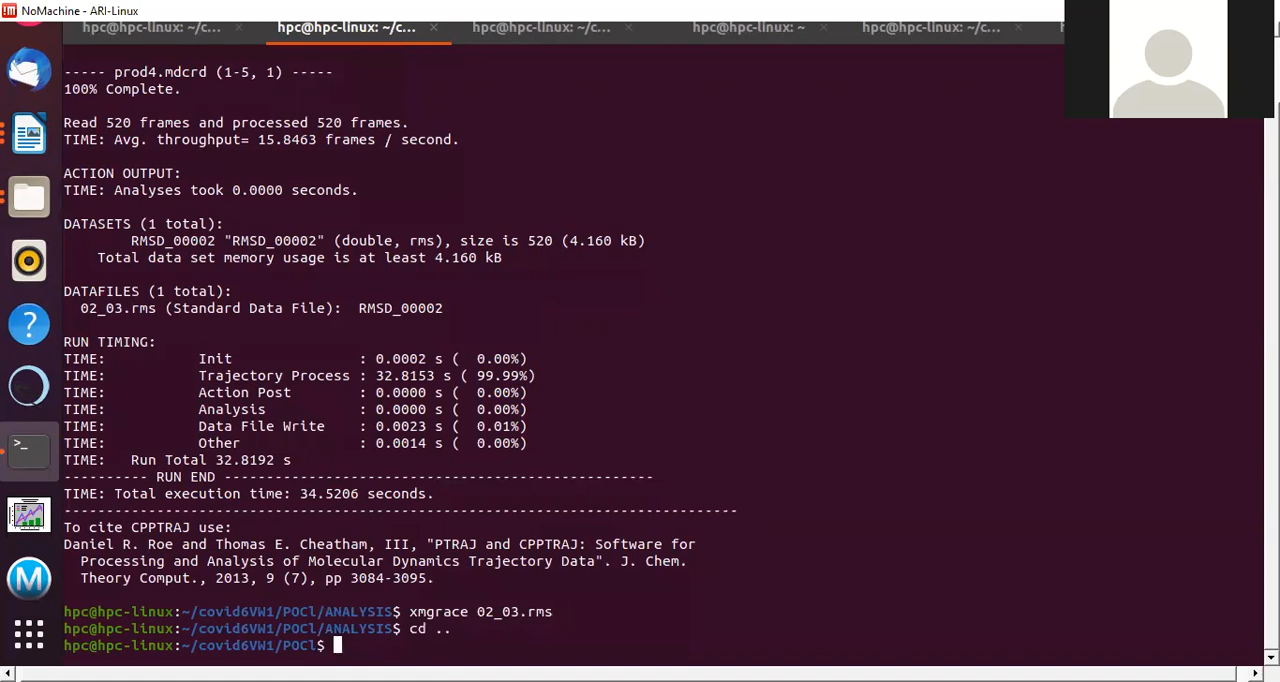 NoMachine - ARI-Linux
hpc@hpc-linux: ~/c... × hpc@hpc-linux: ~/c... × hpc@hpc-linux: ~/c... × hpc@hpc-linux: ~ × hpc@hpc-linux: ~/c... ×
----- prod4.mdcrd (1-5, 1) -----
100% Complete.
Read 520 frames and processed 520 frames.
TIME: Avg. throughput= 15.8463 frames / second.
ACTION OUTPUT:
TIME: Analyses took 0.0000 seconds.
DATASETS (1 total):
RMSD_00002 "RMSD_00002" (double, rms), size is 520 (4.160 kB)
Total data set memory usage is at least 4.160 kB
DATAFILES (1 total):
02_03.rms (Standard Data File):  RMSD_00002
RUN TIMING:
TIME:           Init               : 0.0002 s (  0.00%)
TIME:           Trajectory Process : 32.8153 s ( 99.99%)
TIME:           Action Post        : 0.0000 s (  0.00%)
TIME:           Analysis           : 0.0000 s (  0.00%)
TIME:           Data File Write    : 0.0023 s (  0.01%)
TIME:           Other              : 0.0014 s (  0.00%)
TIME:   Run Total 32.8192 s
---------- RUN END ---------------------------------------------------
TIME: Total execution time: 34.5206 seconds.
--------------------------------------------------------------------------------
To cite CPPTRAJ use:
Daniel R. Roe and Thomas E. Cheatham, III, "PTRAJ and CPPTRAJ: Software for
Processing and Analysis of Molecular Dynamics Trajectory Data". J. Chem.
Theory Comput., 2013, 9 (7), pp 3084-3095.
hpc@hpc-linux:~/covid6VW1/POCl/ANALYSIS$ xmgrace 02_03.rms
hpc@hpc-linux:~/covid6VW1/POCl/ANALYSIS$ cd ..
hpc@hpc-linux:~/covid6VW1/POCl$